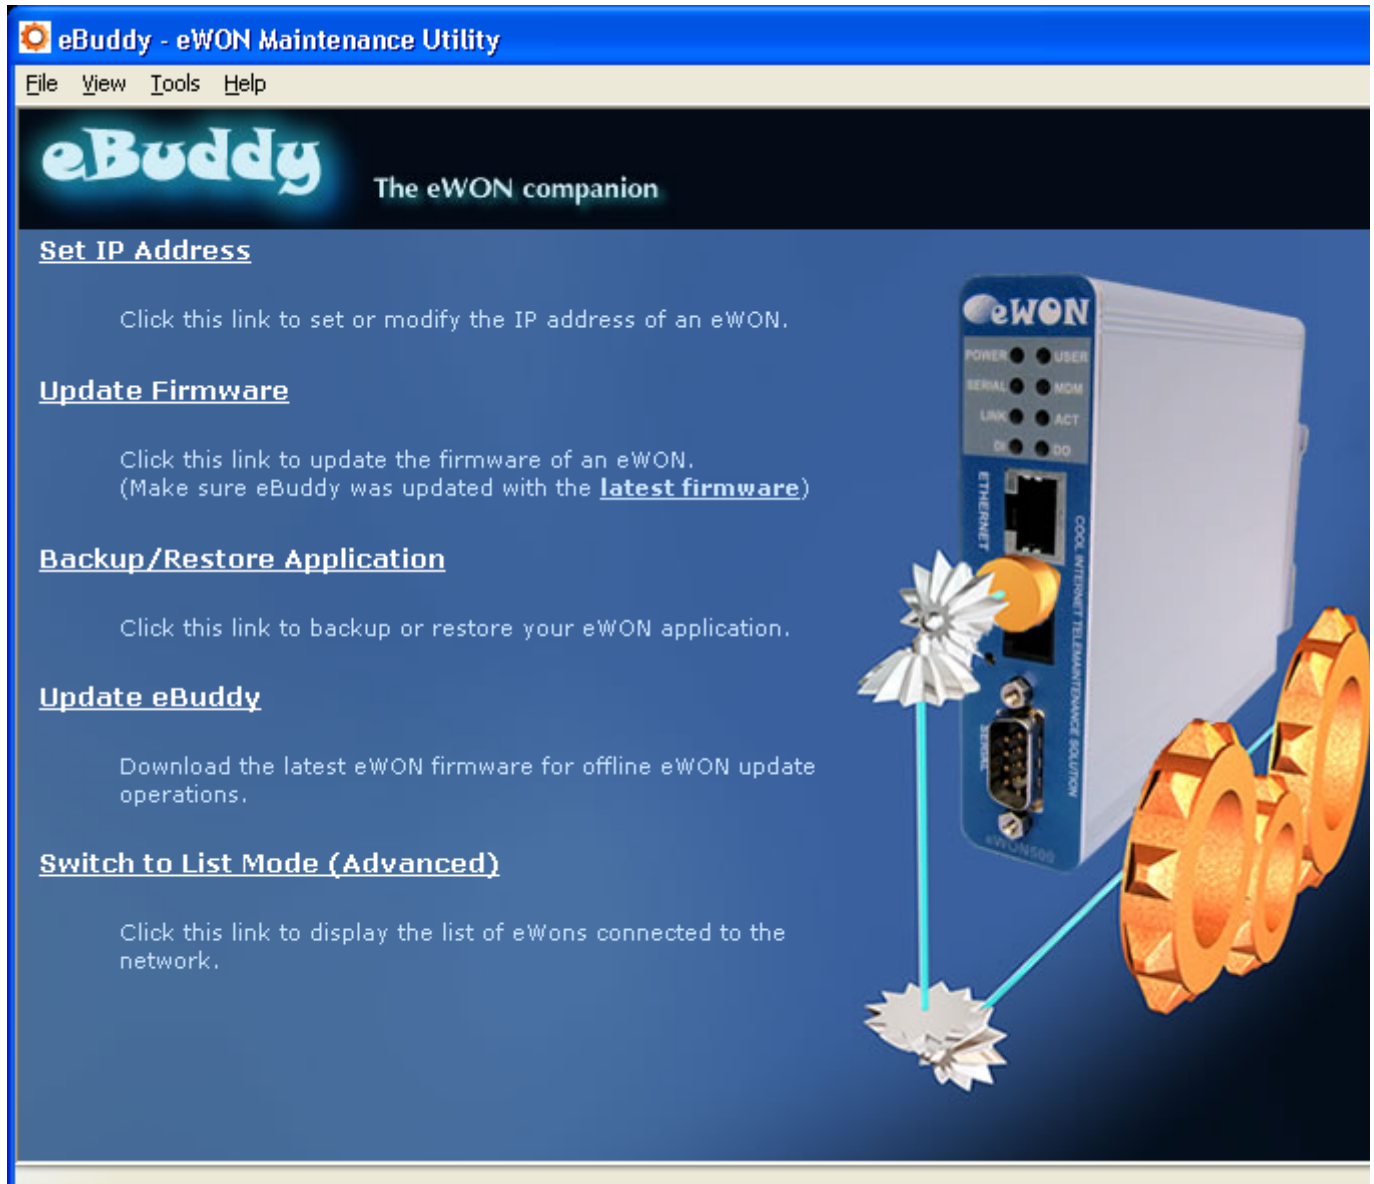 eBuddy - eWON Maintenance Utility
File View Tools Help
eBuddy
The eWON companion
Set IP Address
Click this link to set or modify the IP address of an eWON.
Update Firmware
Click this link to update the firmware of an eWON.
(Make sure eBuddy was updated with the latest firmware)
Backup/Restore Application
Click this link to backup or restore your eWON application.
Update eBuddy
Download the latest eWON firmware for offline eWON update
operations.
Switch to List Mode (Advanced)
Click this link to display the list of eWons connected to the
network.
eWON
POWER USER
SERIAL MDM
LINK ACT
DI DO
ETHERNET
COOL INTERNET TELEMAINTENANCE SOLUTION
SERIAL
eWON500